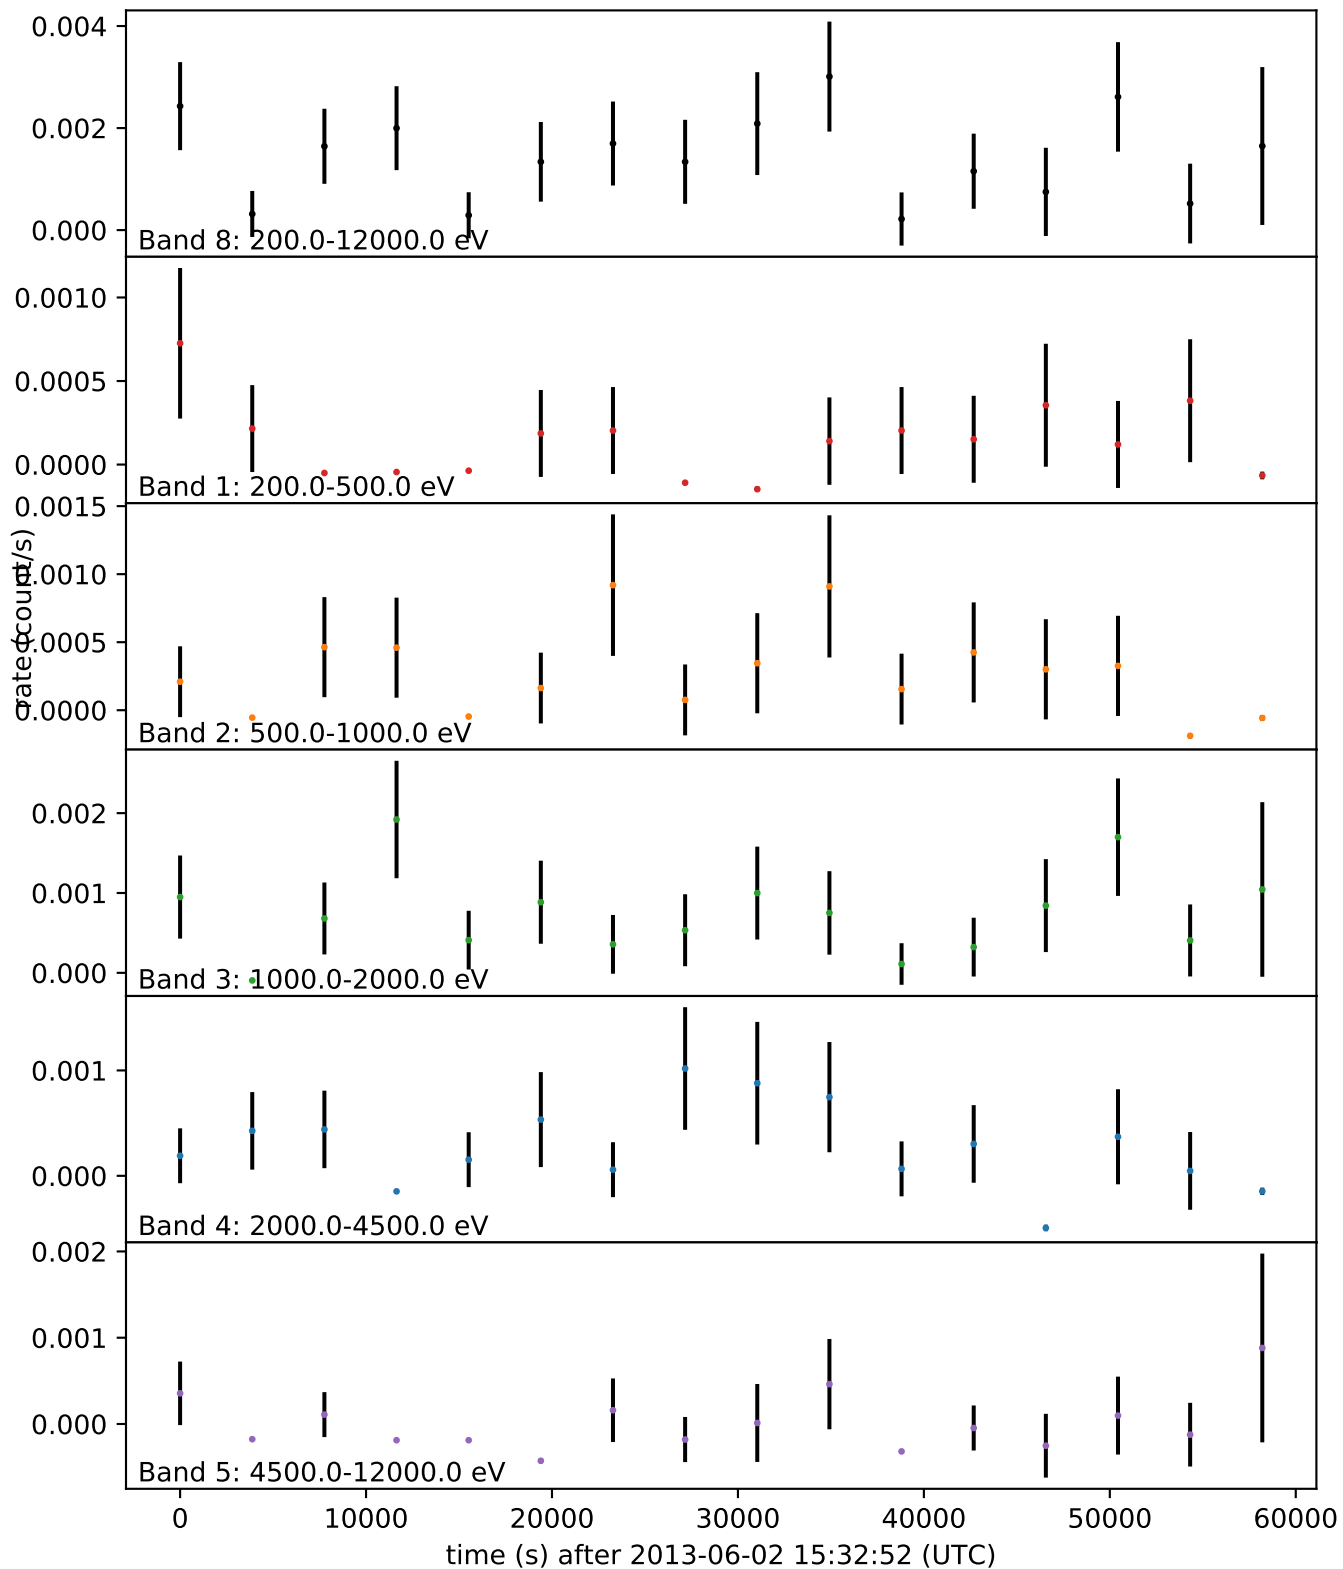 0.004
0.002
0.000
Band 8: 200.0-12000.0 eV
0.0010
0.0005
0.0000
Band 1: 200.0-500.0 eV
0.0015
0.0010
0.0005
0.0000
Band 2: 500.0-1000.0 eV
rate (count/s)
0.002
0.001
0.000
Band 3: 1000.0-2000.0 eV
0.001
0.000
Band 4: 2000.0-4500.0 eV
0.002
0.001
0.000
Band 5: 4500.0-12000.0 eV
0 10000 20000 30000 40000 50000 60000
time (s) after 2013-06-02 15:32:52 (UTC)